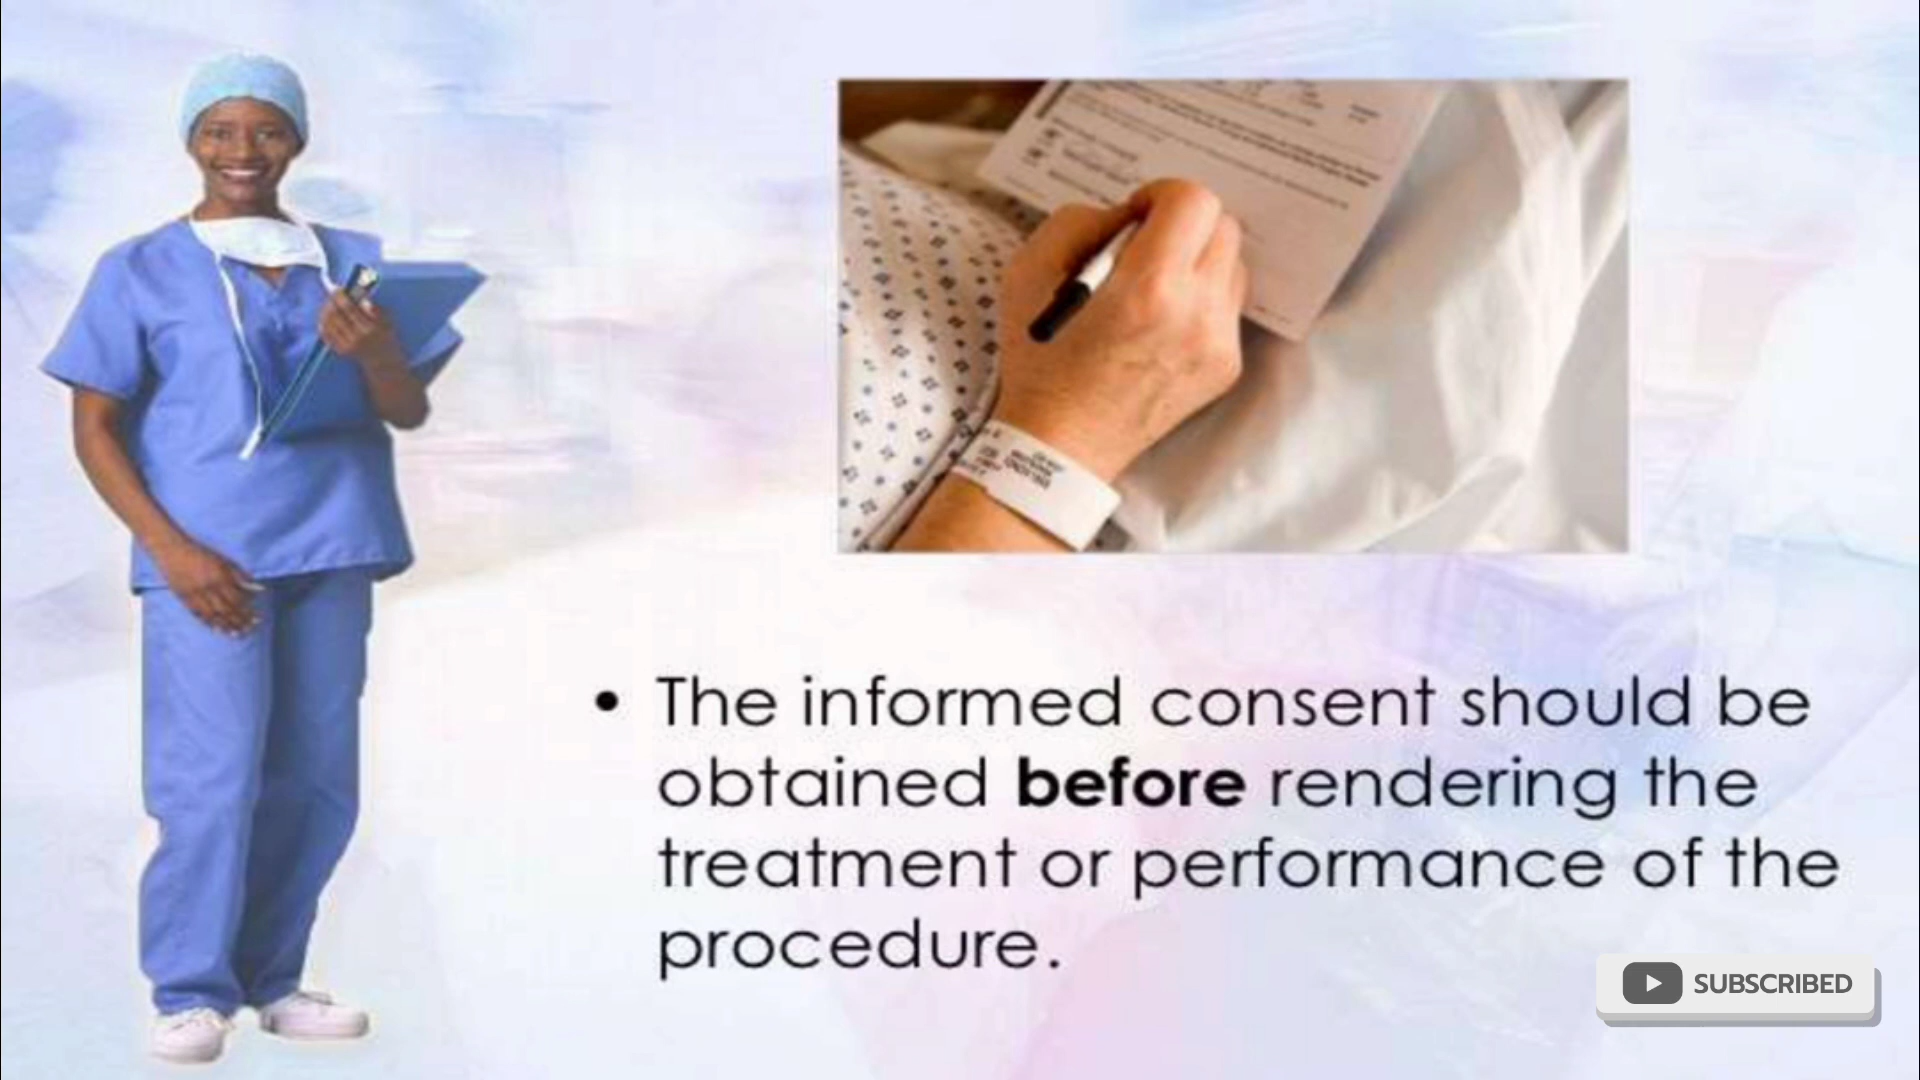 • The informed consent should be
obtained before rendering the
treatment or performance of the
procedure.
SUBSCRIBED